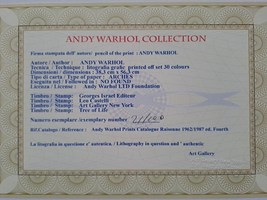 ANDY WARHOL COLLECTION
Firma stampata dell' autore/ pencil of the print : ANDY WARHOL
Autore / Author : ANDY WARHOL
Tecnica / Technique : litografia grade printed off set 30 colours
Dimensioni / dimensions : 38,3 cm x 56,3 cm
Tipo di carta / Type of paper : ARCHES
Eseguita nel / Followed in : NO FOUND
Licenza / License : Andy Warhol LTD Foundation
Timbro / Stamp: Georges Israel Editeur
Timbro / Stamp: Leo Castelli
Timbro / Stamp: Art Gallery New York
Timbro / Stamp: Tree of Life
Numero esemplare / exemplary number
Rif.Catalogo / Reference : Andy Warhol Prints Catalogue Raisonne 1962/1987 ed. Fourth
La litografia in questione e' autentica. / Lithography in question and ' authentic
Art Gallery